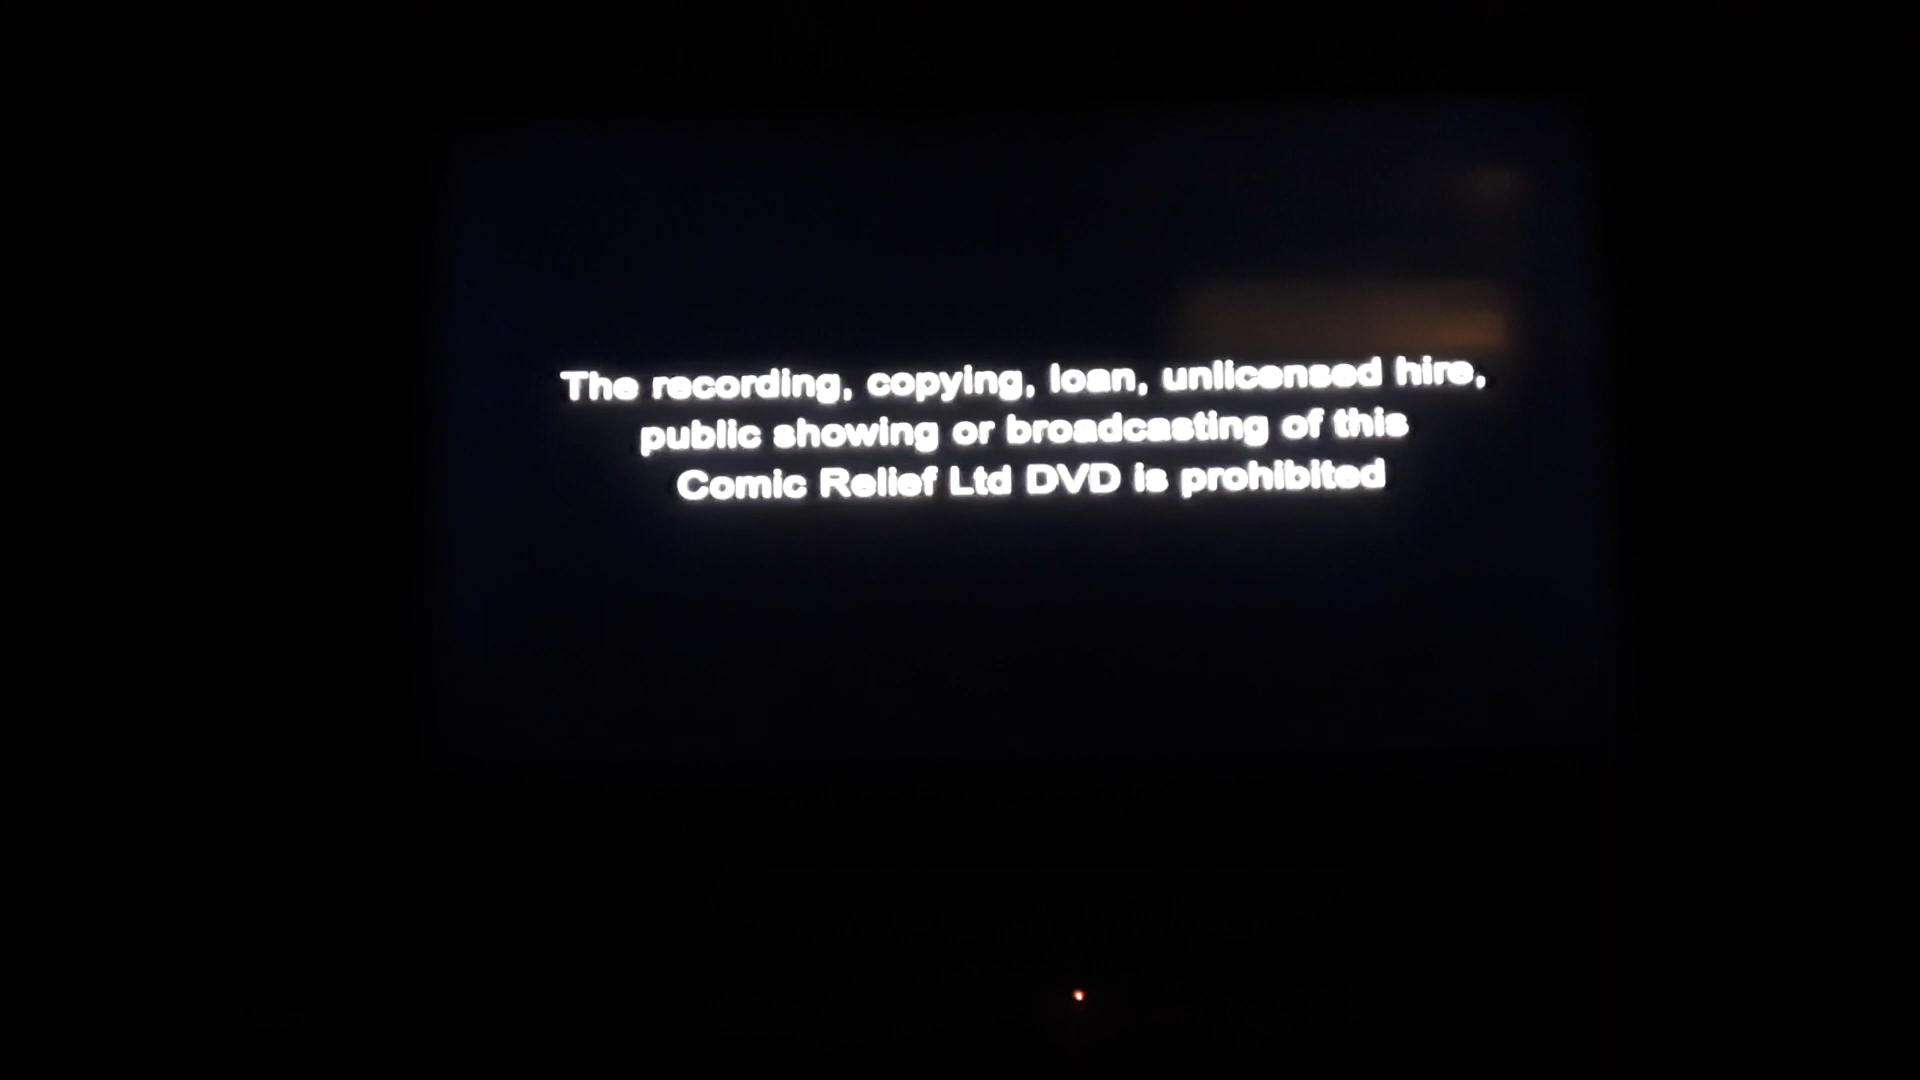 The recording, copying, loan, unlicensed hire,
public showing or broadcasting of this
Comic Relief Ltd DVD is prohibited